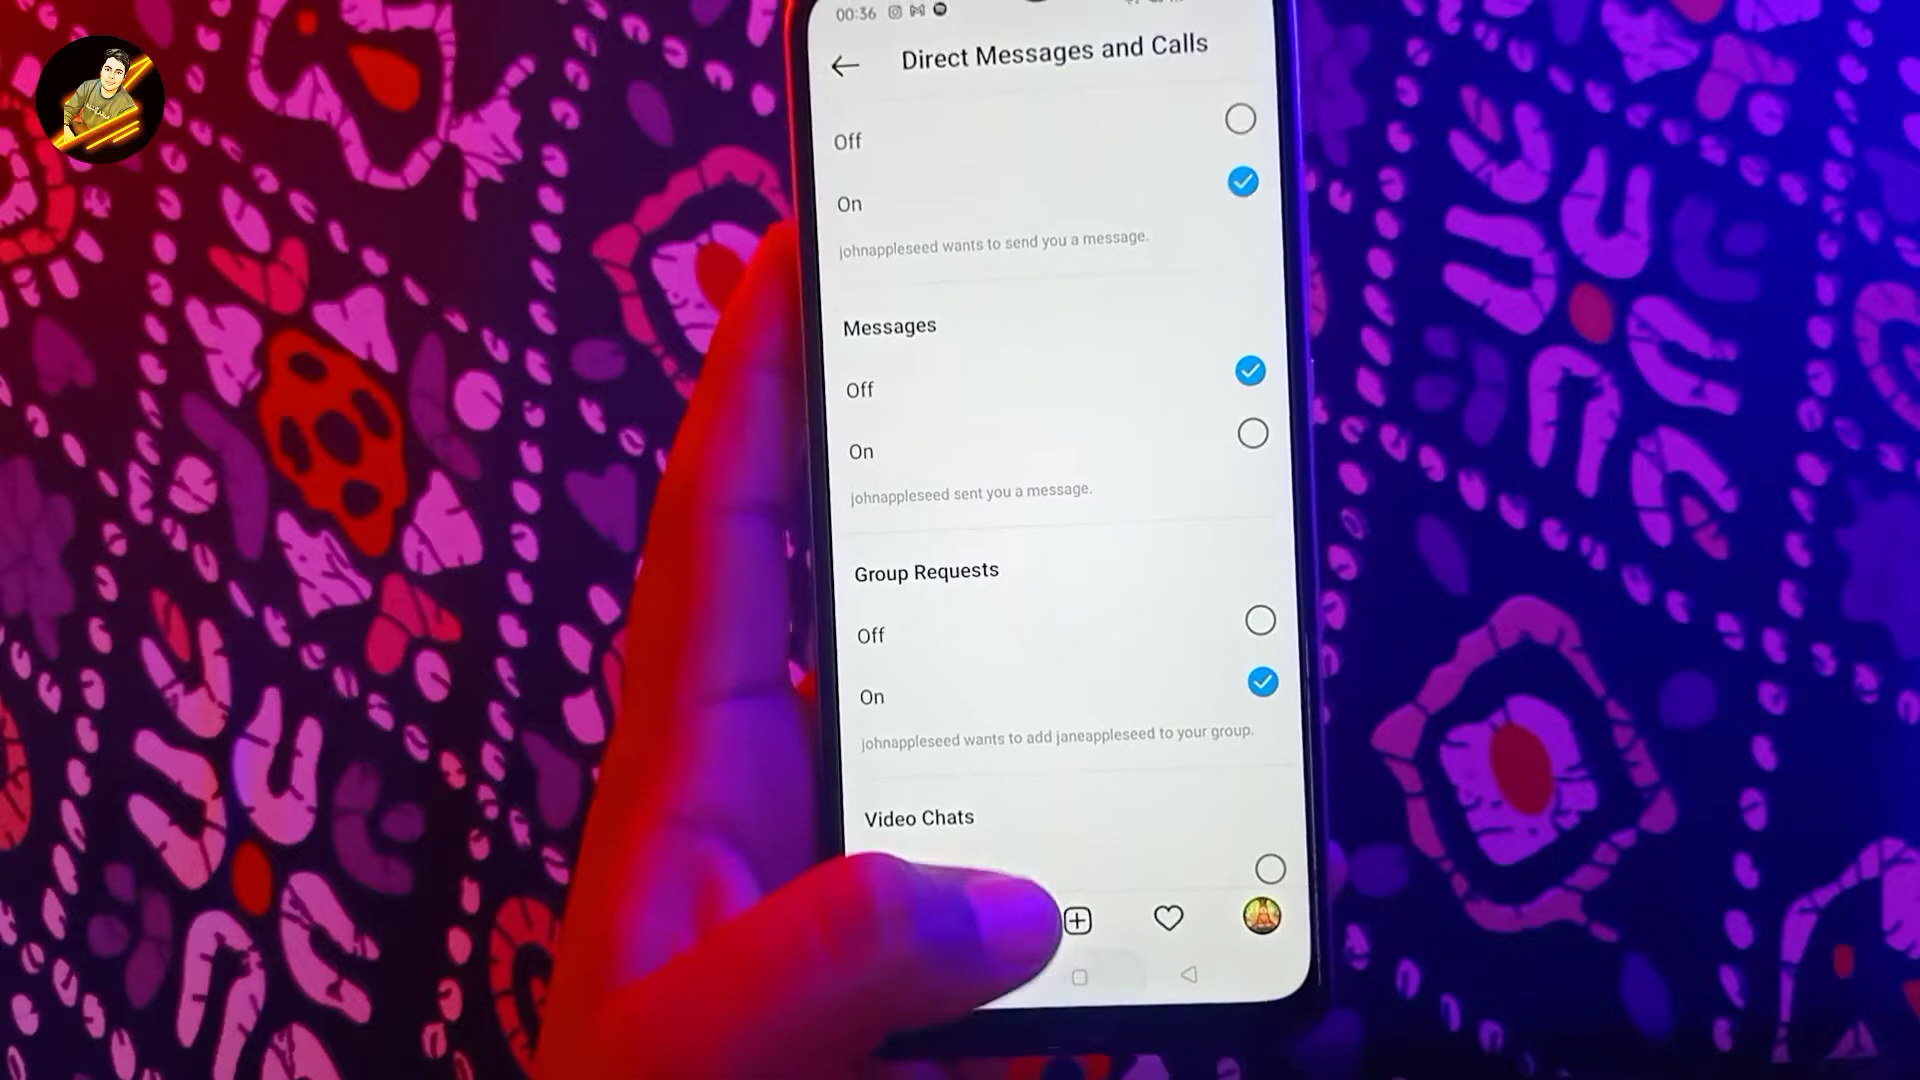 00:36
Direct Messages and Calls
Off
On
johnappleseed wants to send you a message.
Messages
Off
On
johnappleseed sent you a message.
Group Requests
Off
On
johnappleseed wants to add janeappleseed to your group.
Video Chats